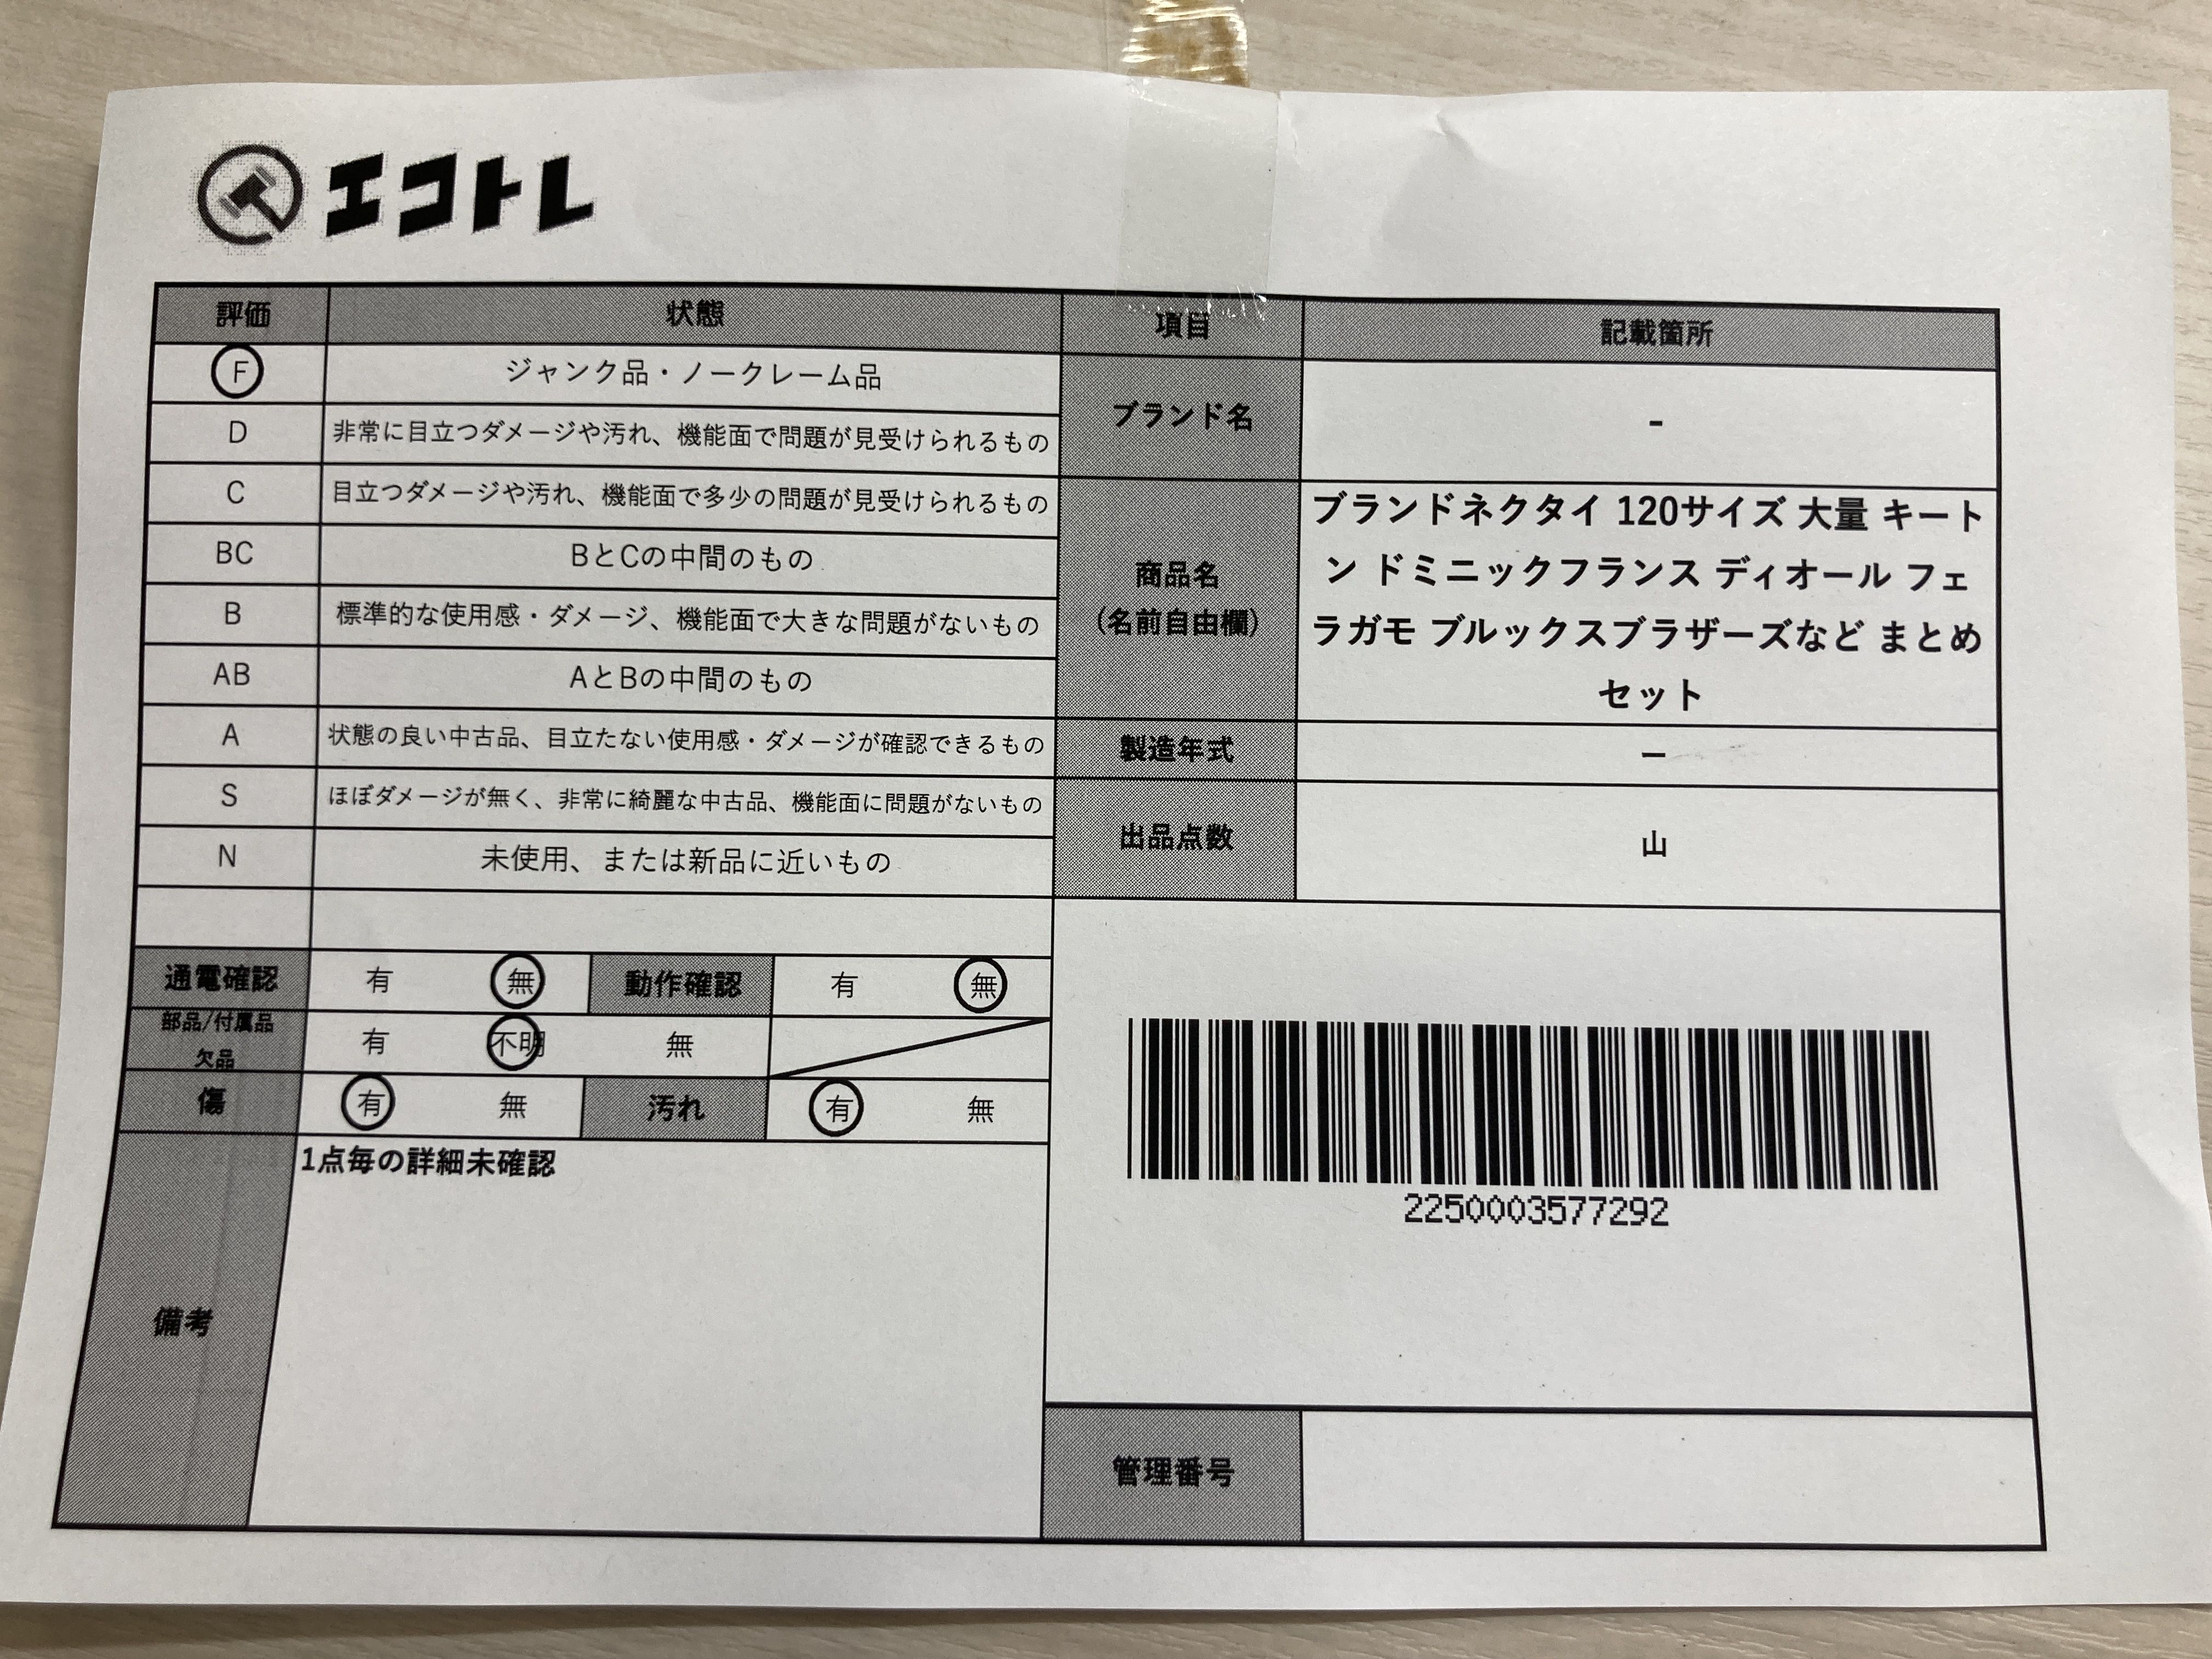 エコトレ
評価 状態
F ジャンク品・ノークレーム品
D 非常に目立つダメージや汚れ、機能面で問題が見受けられるもの
C 目立つダメージや汚れ、機能面で多少の問題が見受けられるもの
BC BとCの中間のもの
B 標準的な使用感・ダメージ、機能面で大きな問題がないもの
AB AとBの中間のもの
A 状態の良い中古品、目立たない使用感・ダメージが確認できるもの
S ほぼダメージが無く、非常に綺麗な中古品、機能面に問題がないもの
N 未使用、または新品に近いもの
通電確認 有 無 動作確認 有 無
部品/付属品
欠品
有 不明 無
傷 有 無 汚れ 有 無
備考
1点毎の詳細未確認
項目 記載箇所
ブランド名 -
商品名
(名前自由欄)
ブランドネクタイ 120サイズ 大量 キート
ン ドミニックフランス ディオール フェ
ラガモ ブルックスブラザーズなど まとめ
セット
製造年式 ー
出品点数 山
2250003577292
管理番号